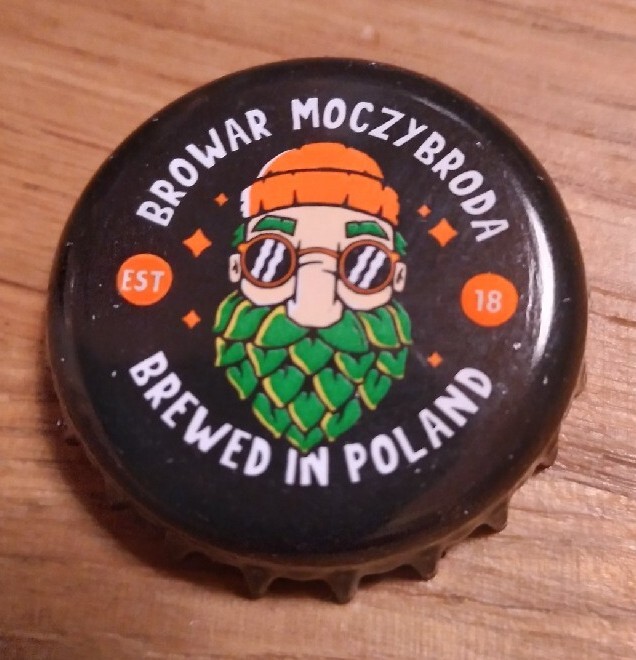 BROWAR MOCZYBRODA
EST
18
BREWED IN POLAND